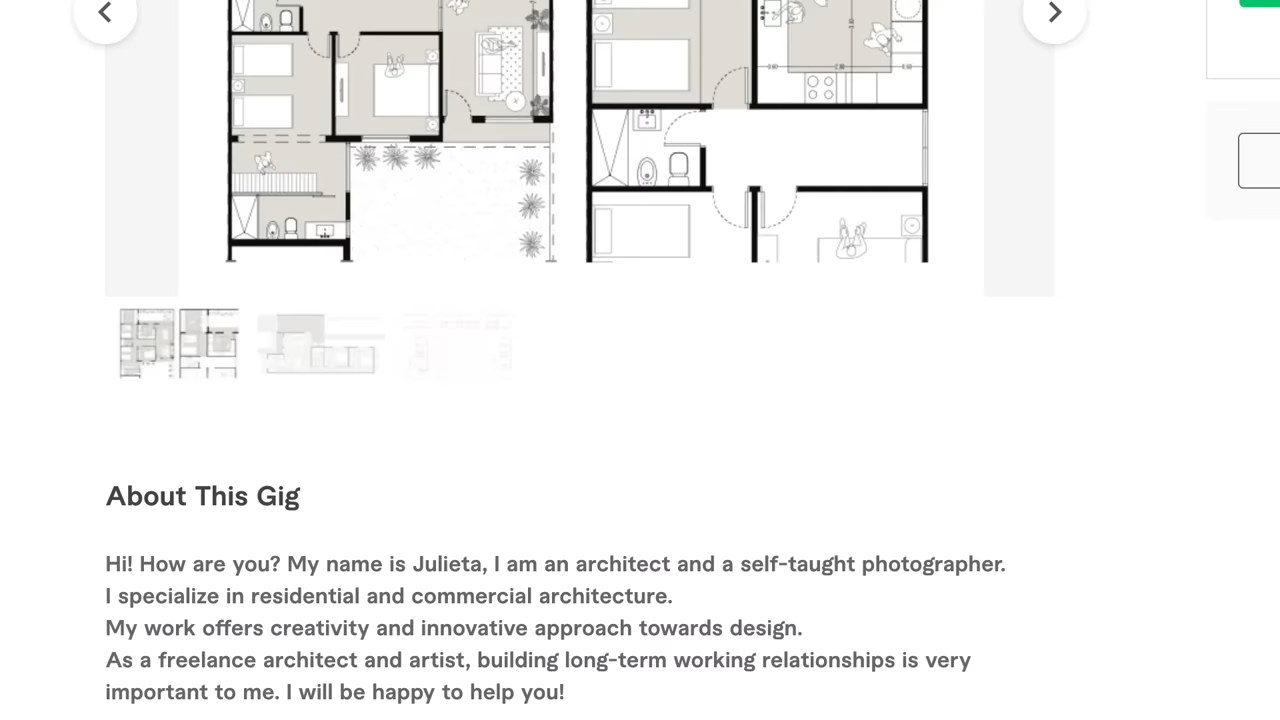 About This Gig
Hi! How are you? My name is Julieta, I am an architect and a self-taught photographer.
I specialize in residential and commercial architecture.
My work offers creativity and innovative approach towards design.
As a freelance architect and artist, building long-term working relationships is very
important to me. I will be happy to help you!